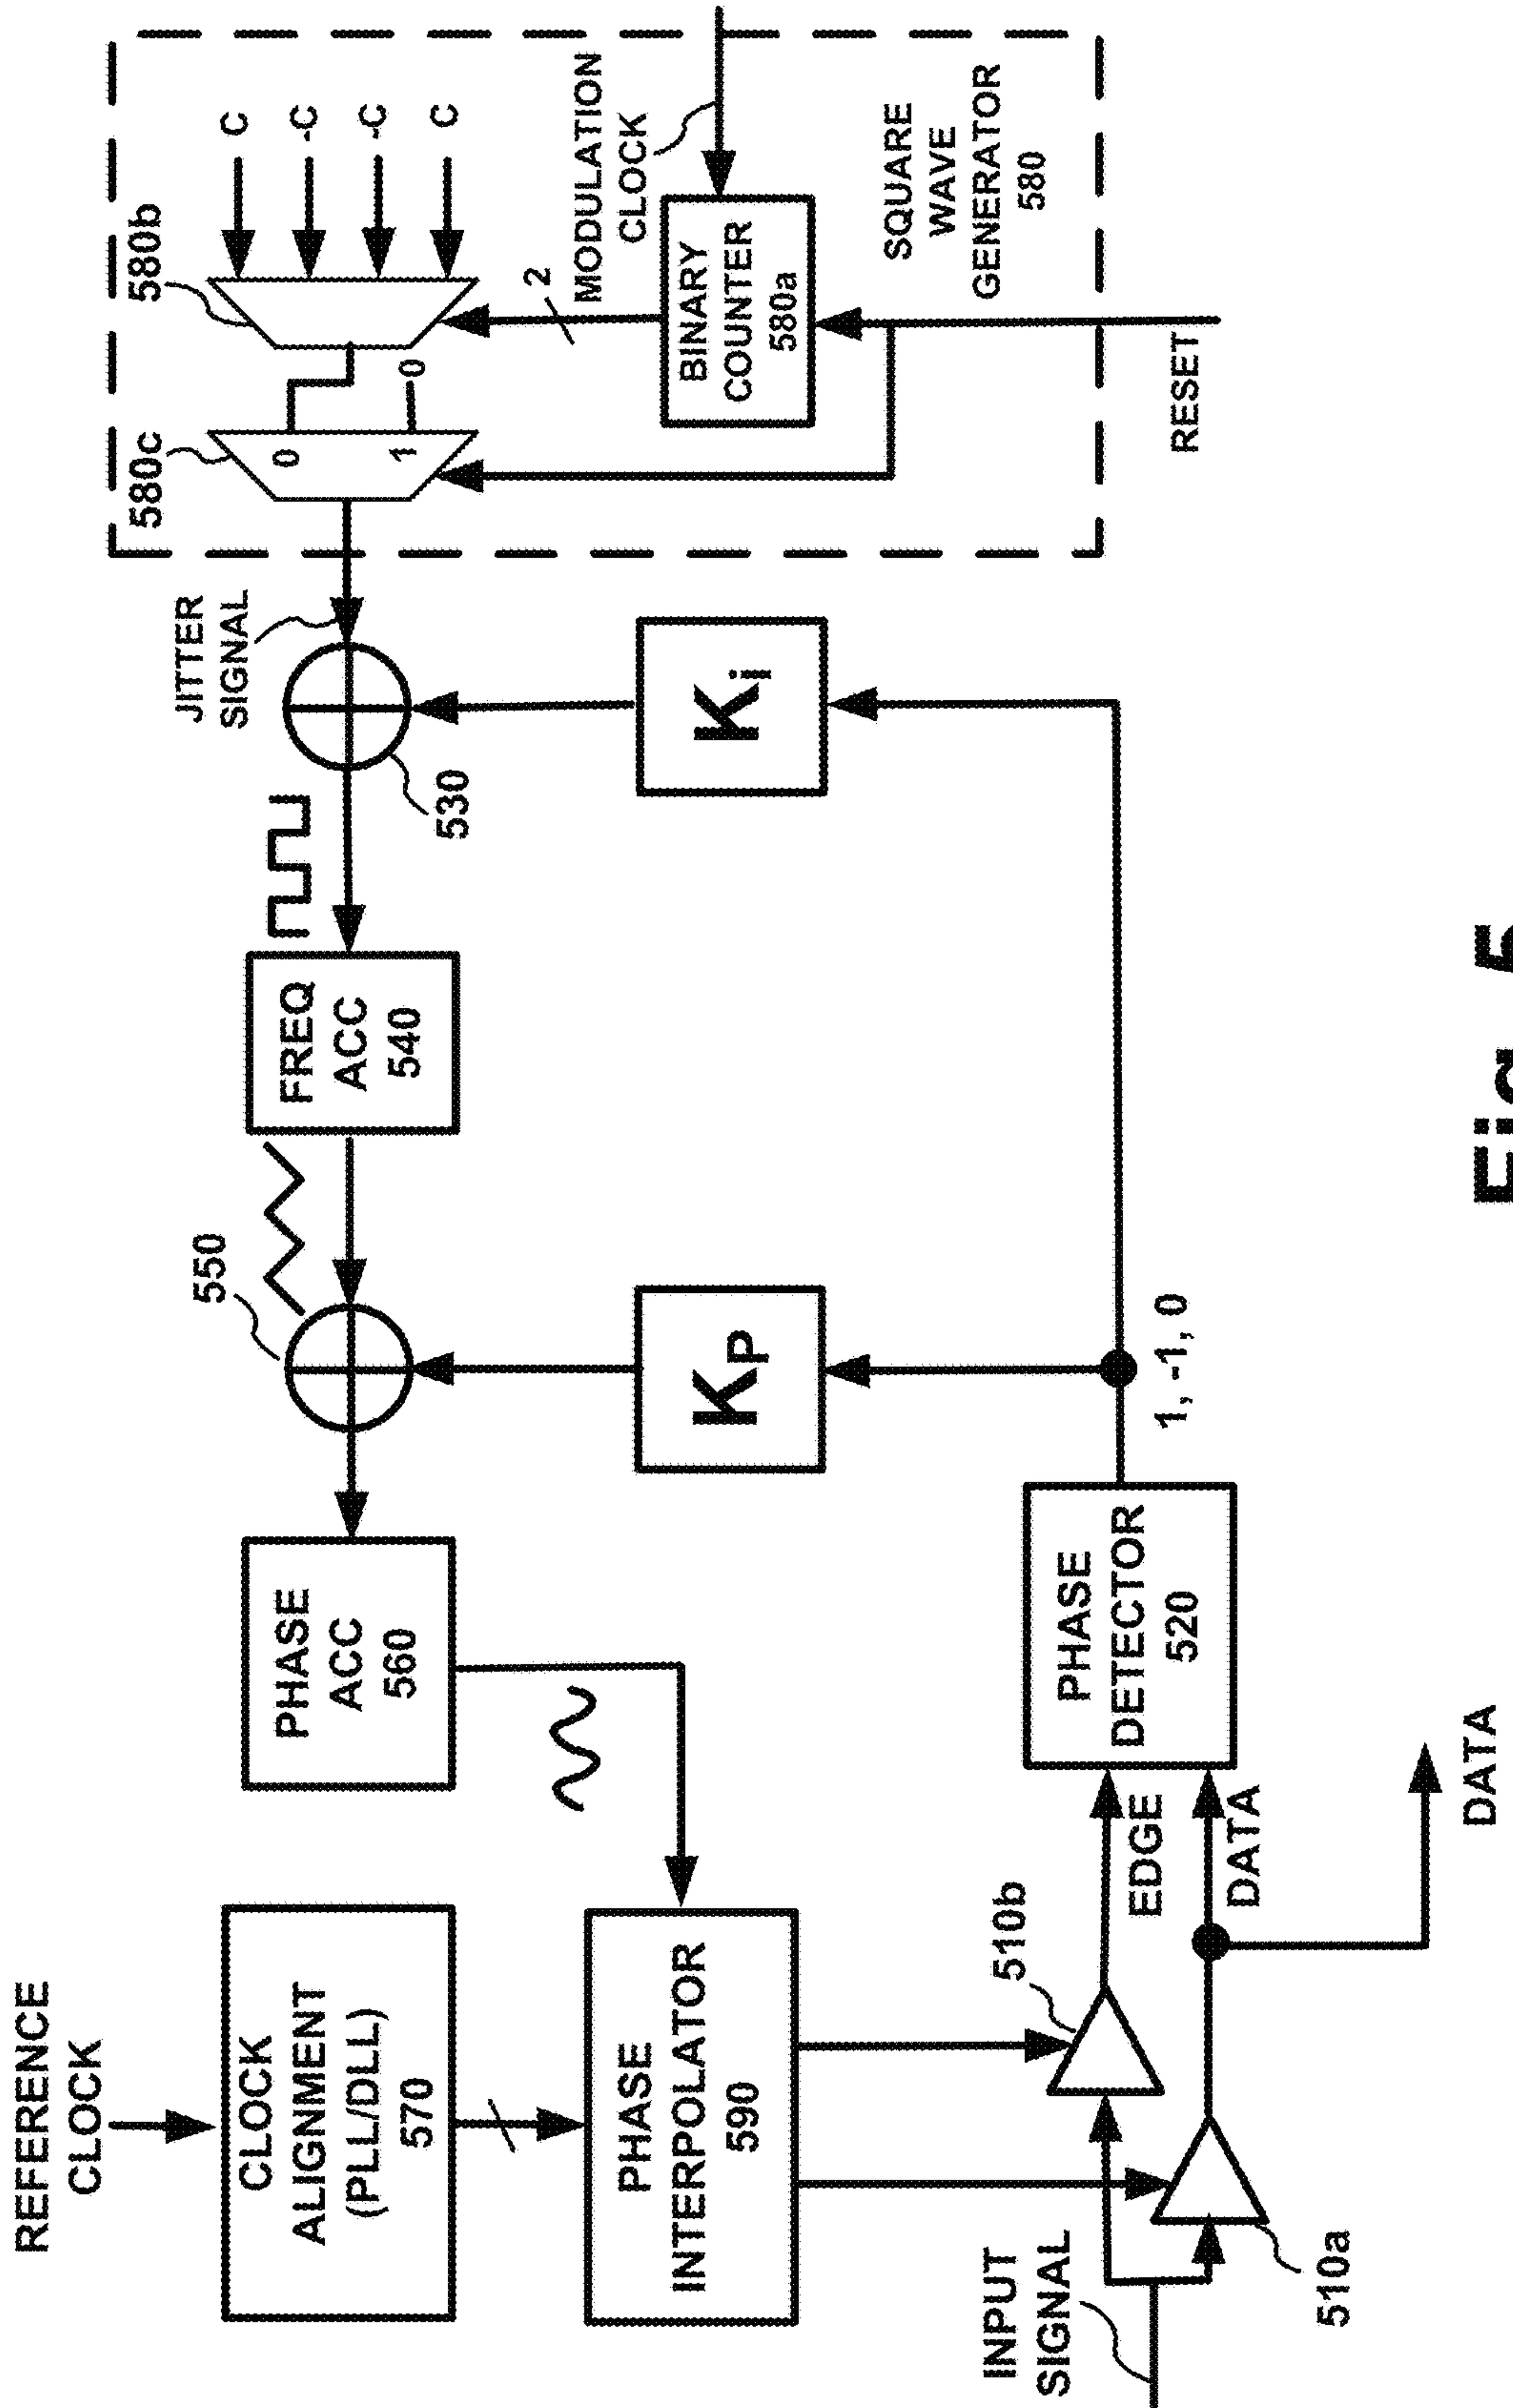 REFERENCE
CLOCK
CLOCK
ALIGNMENT
(PLL/DLL)
570
PHASE
INTERPOLATOR
590
INPUT
SIGNAL
510a
510b
EDGE
DATA
DATA
PHASE
DETECTOR
520
1, -1, 0
PHASE
ACC
560
550
KP
FREQ
ACC
540
530
Ki
JITTER
SIGNAL
580c
0
1
0
580b
C
-C
-C
C
2
MODULATION
CLOCK
BINARY
COUNTER
580a
SQUARE
WAVE
GENERATOR
580
RESET